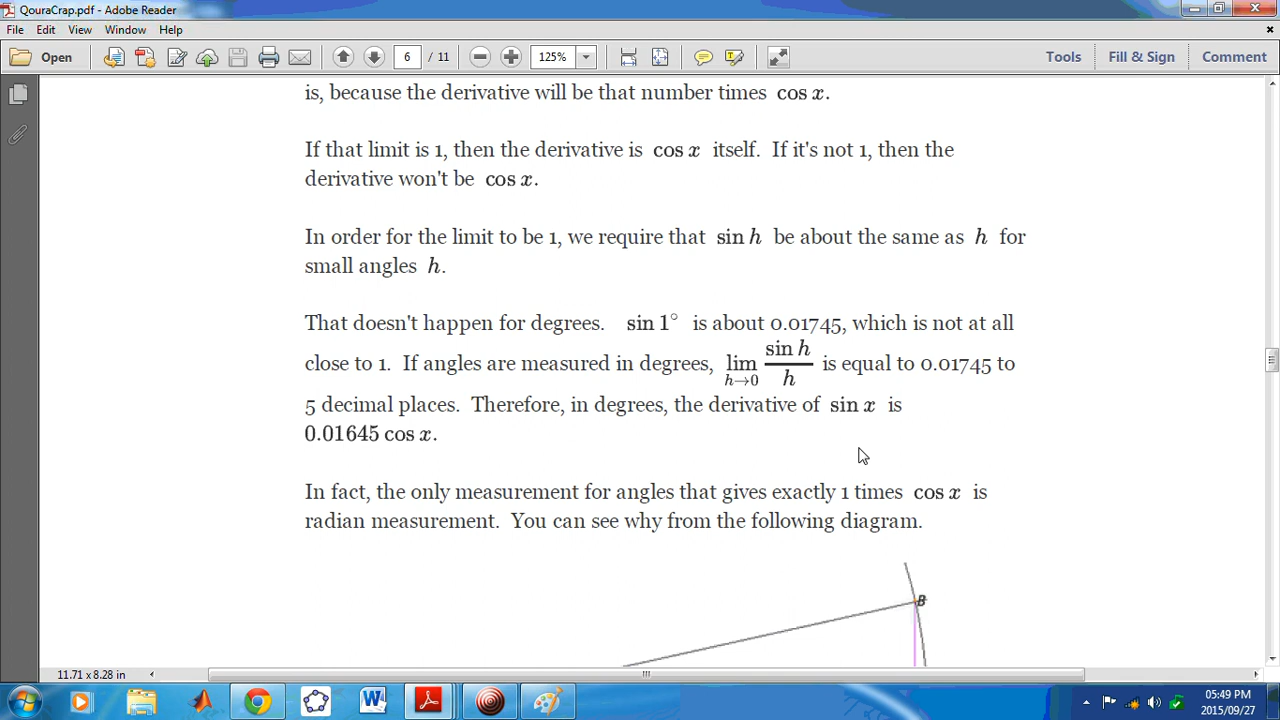 QouraCrap.pdf - Adobe Reader
File Edit View Window Help
Open 6 / 11 125% Tools Fill & Sign Comment
is, because the derivative will be that number times cos x.
If that limit is 1, then the derivative is cos x itself. If it's not 1, then the
derivative won't be cos x.
In order for the limit to be 1, we require that sin h be about the same as h for
small angles h.
That doesn't happen for degrees. sin 1° is about 0.01745, which is not at all
close to 1. If angles are measured in degrees, lim h→0 sin h / h is equal to 0.01745 to
5 decimal places. Therefore, in degrees, the derivative of sin x is
0.01645 cos x.
In fact, the only measurement for angles that gives exactly 1 times cos x is
radian measurement. You can see why from the following diagram.
B
11.71 x 8.28 in
05:49 PM
2015/09/27